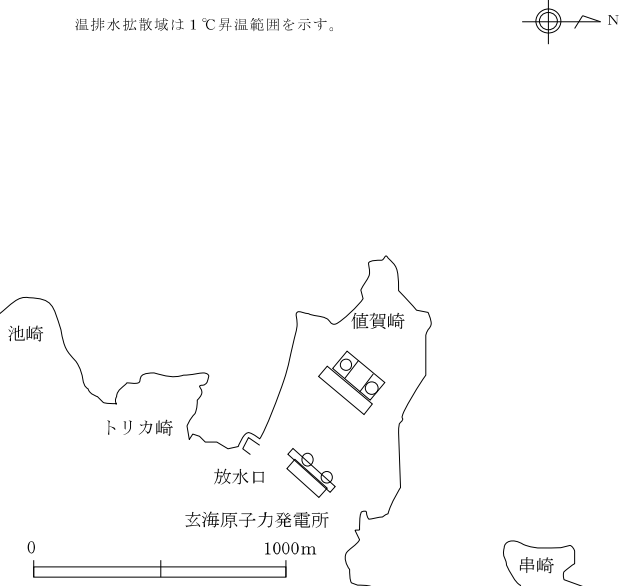 温排水拡散域は1℃昇温範囲を示す。
N
値賀崎
池崎
トリカ崎
放水口
玄海原子力発電所
0
1000m
串崎